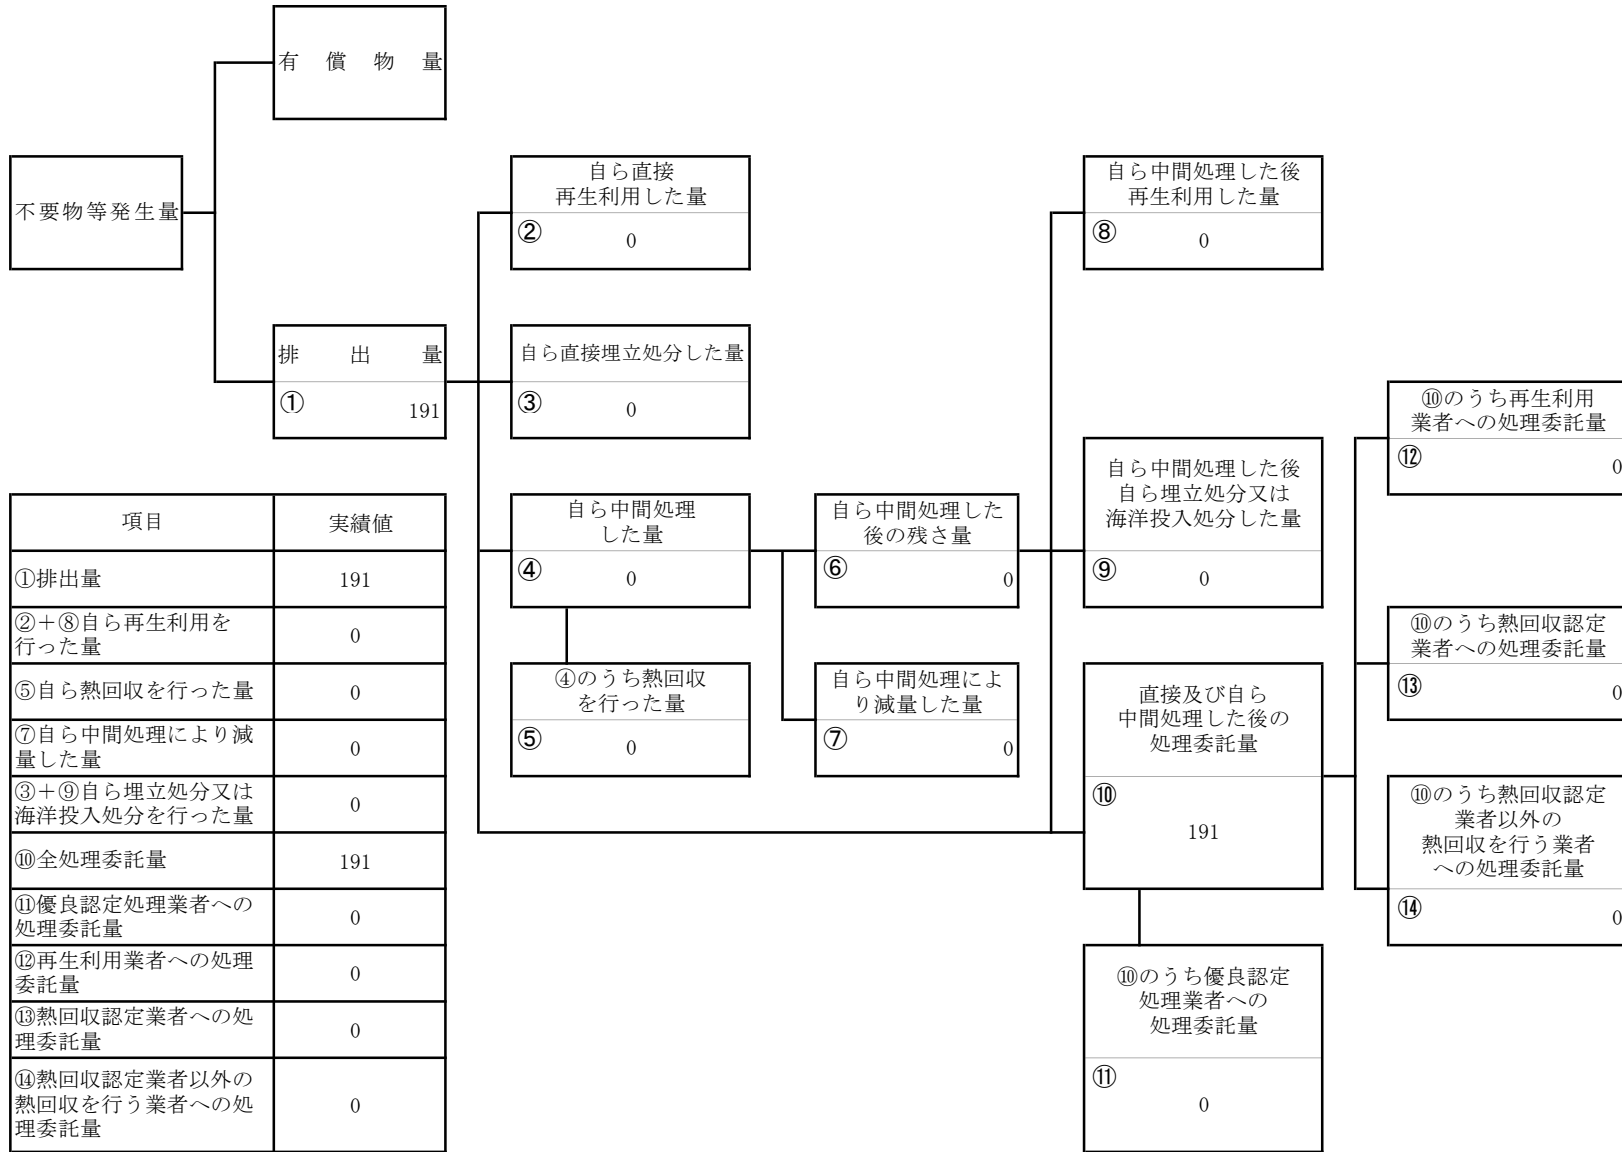 有償物量
不要物等発生量
排出量
① 191
自ら直接
再生利用した量
② 0
自ら直接埋立処分した量
③ 0
自ら中間処理
した量
④ 0
④のうち熱回収
を行った量
⑤ 0
自ら中間処理した
後の残さ量
⑥ 0
自ら中間処理によ
り減量した量
⑦ 0
自ら中間処理した後
再生利用した量
⑧ 0
自ら中間処理した後
自ら埋立処分又は
海洋投入処分した量
⑨ 0
直接及び自ら
中間処理した後の
処理委託量
⑩
191
⑩のうち優良認定
処理業者への
処理委託量
⑪
0
⑩のうち再生利用
業者への処理委託量
⑫ 0
⑩のうち熱回収認定
業者への処理委託量
⑬ 0
⑩のうち熱回収認定
業者以外の
熱回収を行う業者
への処理委託量
⑭ 0
項目 実績値
①排出量 191
②＋⑧自ら再生利用を
行った量 0
⑤自ら熱回収を行った量 0
⑦自ら中間処理により減
量した量 0
③＋⑨自ら埋立処分又は
海洋投入処分を行った量 0
⑩全処理委託量 191
⑪優良認定処理業者への
処理委託量 0
⑫再生利用業者への処理
委託量 0
⑬熱回収認定業者への処
理委託量 0
⑭熱回収認定業者以外の
熱回収を行う業者への処
理委託量 0